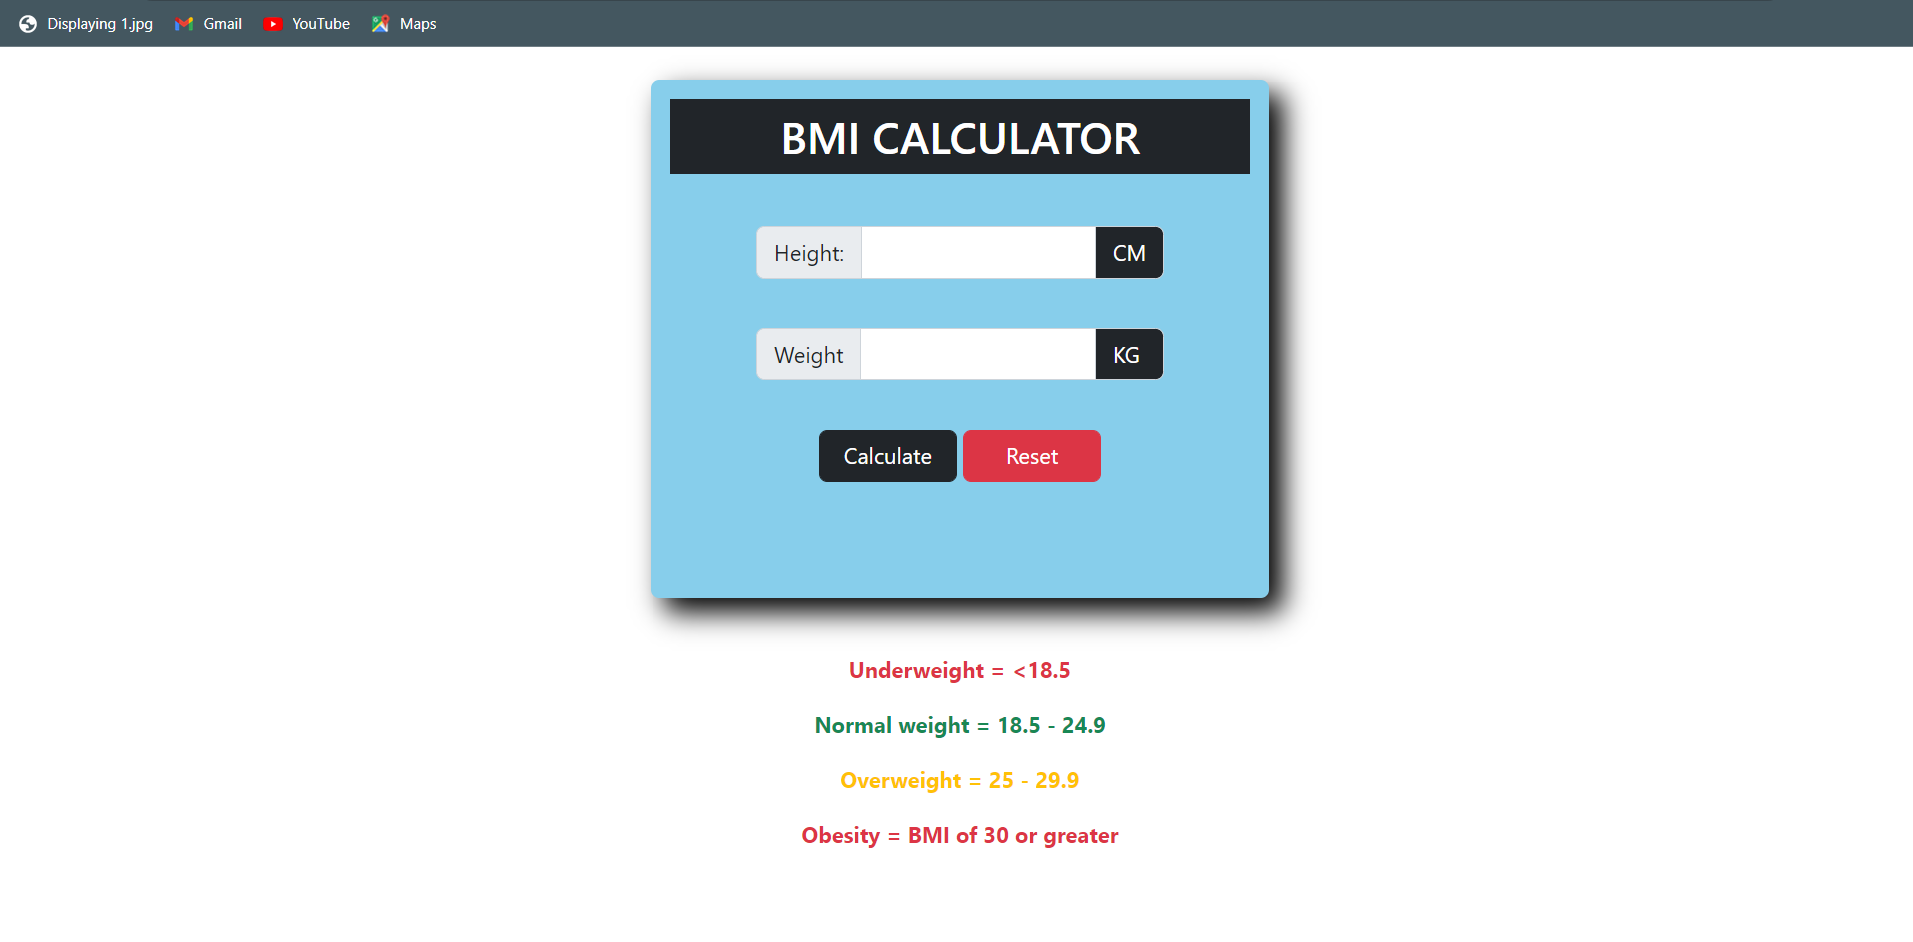 Displaying 1.jpg Gmail YouTube Maps
BMI CALCULATOR
Height: CM
Weight KG
Calculate Reset
Underweight = <18.5
Normal weight = 18.5 - 24.9
Overweight = 25 - 29.9
Obesity = BMI of 30 or greater